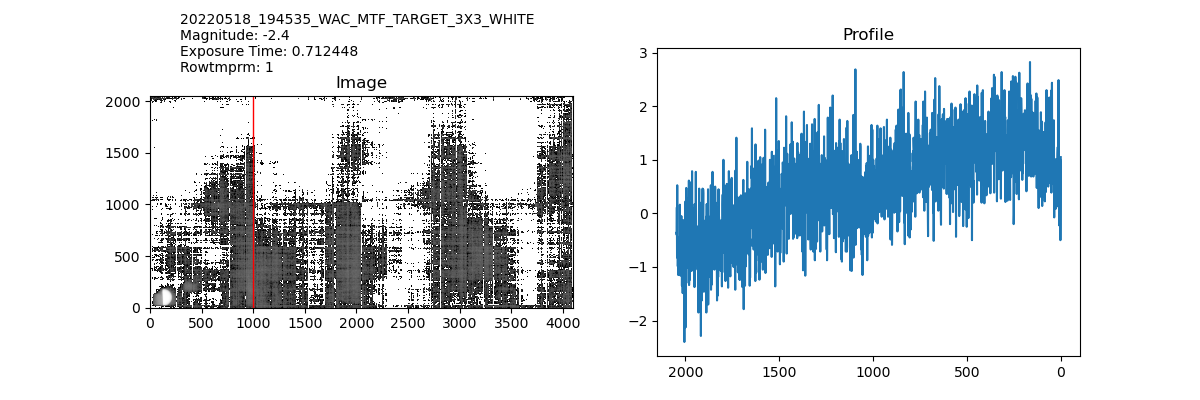 20220518_194535_WAC_MTF_TARGET_3X3_WHITE
Magnitude: -2.4
Exposure Time: 0.712448
Rowtmprm: 1
Image
2000
1500
1000
500
0
0 500 1000 1500 2000 2500 3000 3500 4000
Profile
3
2
1
0
−1
−2
2000 1500 1000 500 0